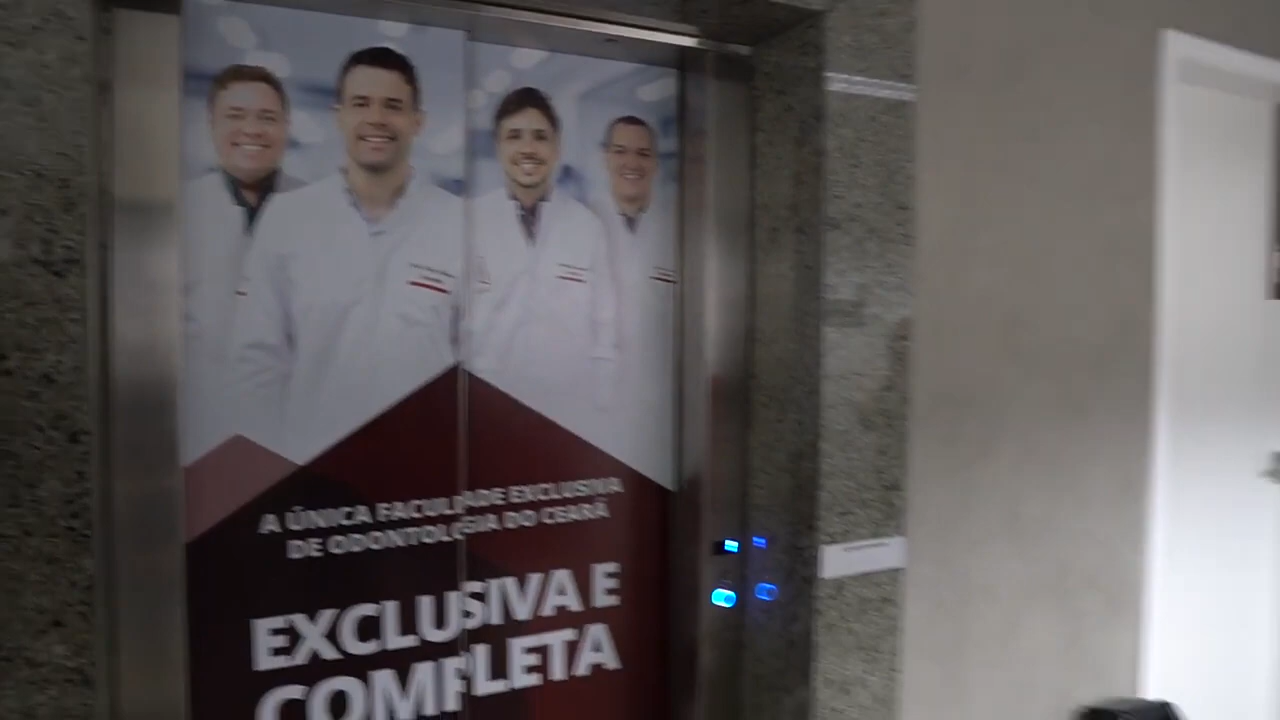 A ÚNICA FACULDADE EXCLUSIVA
DE ODONTOLOGIA DO CEARÁ
EXCLUSIVA E
COMPLETA